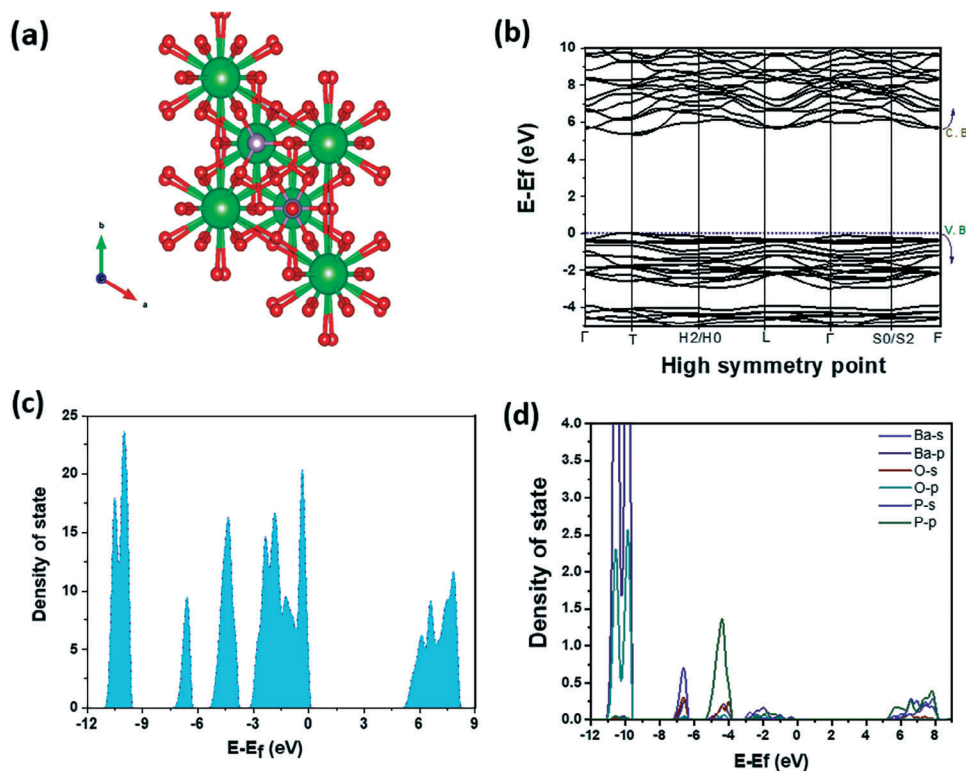 (a)
b
a
(b)
10
8
6
4
2
0
-2
-4
E-Ef (eV)
C. B
V. B
Γ T H2/H0 L Γ S0/S2 F
High symmetry point
(c)
25
20
15
10
5
0
Density of state
-12 -9 -6 -3 0 3 6 9
E-Ef (eV)
(d)
4.0
3.5
3.0
2.5
2.0
1.5
1.0
0.5
0.0
Density of state
Ba-s
Ba-p
O-s
O-p
P-s
P-p
-12 -10 -8 -6 -4 -2 0 2 4 6 8
E-Ef (eV)